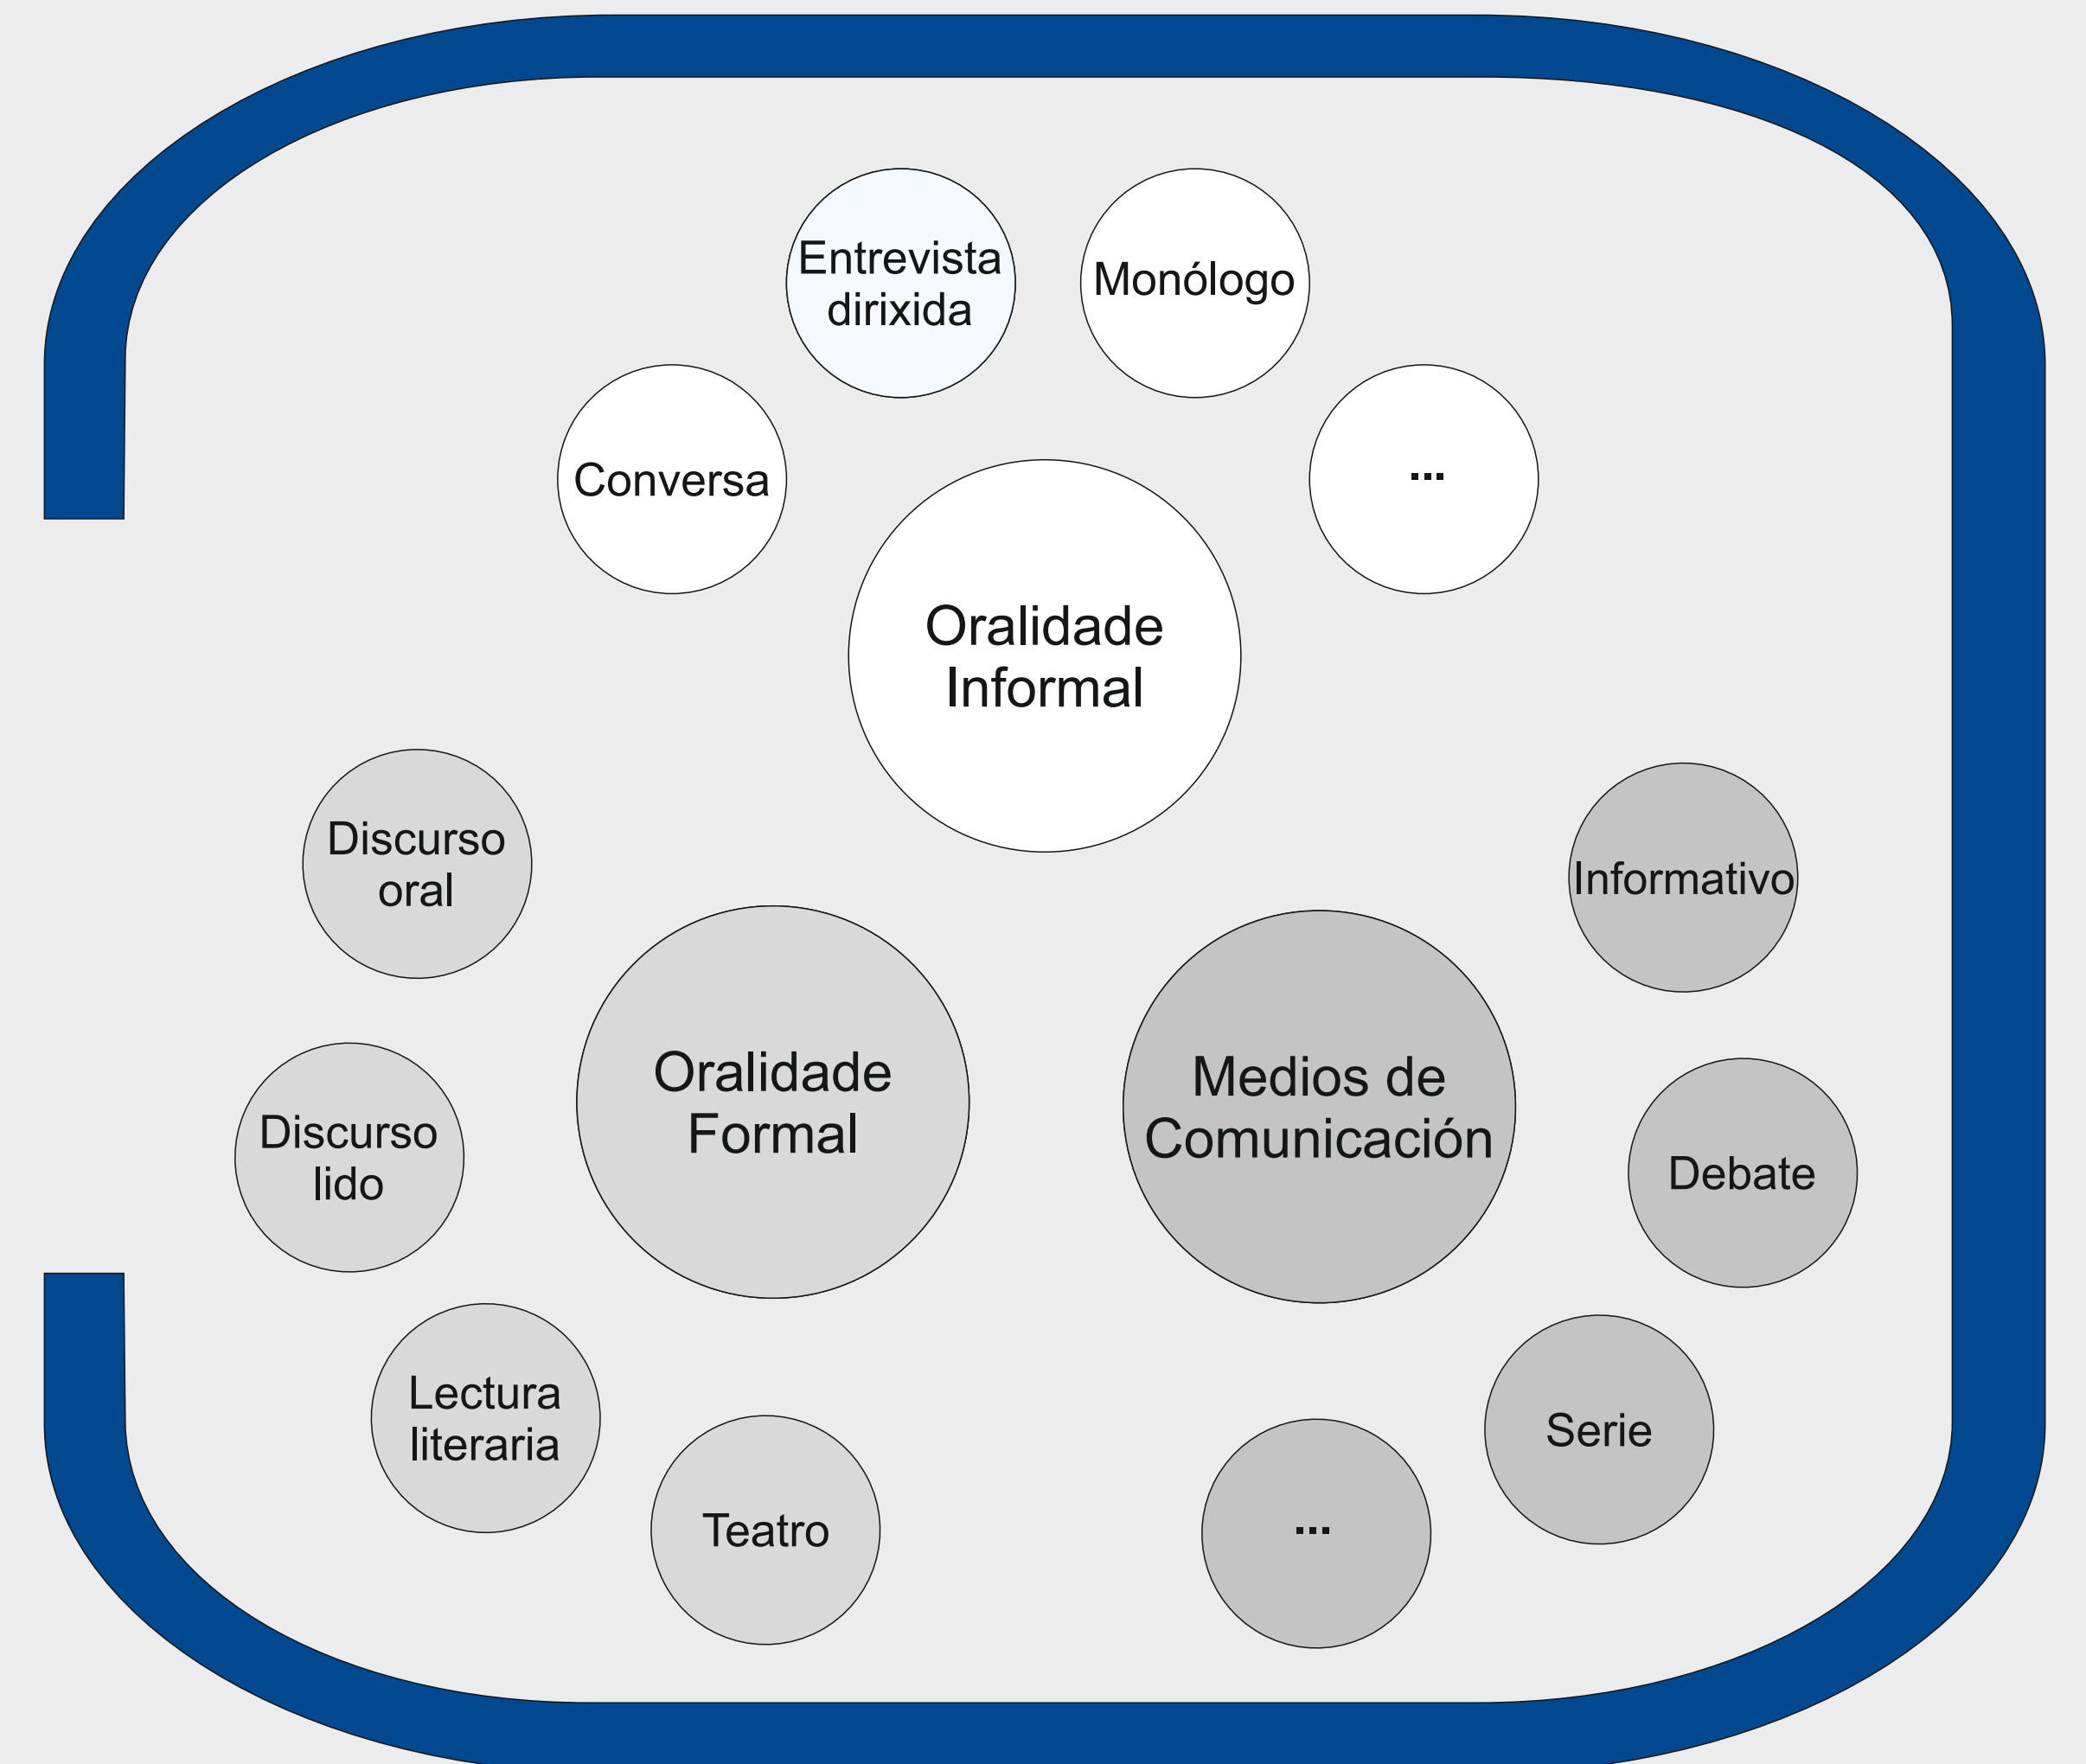 Entrevista
dirixida
Monólogo
Conversa
...
Oralidade
Informal
Discurso
oral
Informativo
Oralidade
Formal
Medios de
Comunicación
Discurso
lido
Debate
Lectura
literaria
Serie
Teatro
...